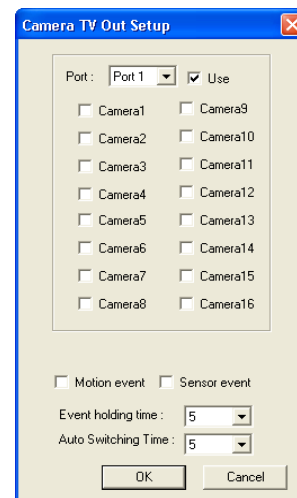 Camera TV Out Setup
Port : Port 1 Use
Camera1 Camera9
Camera2 Camera10
Camera3 Camera11
Camera4 Camera12
Camera5 Camera13
Camera6 Camera14
Camera7 Camera15
Camera8 Camera16
Motion event Sensor event
Event holding time : 5
Auto Switching Time : 5
OK Cancel